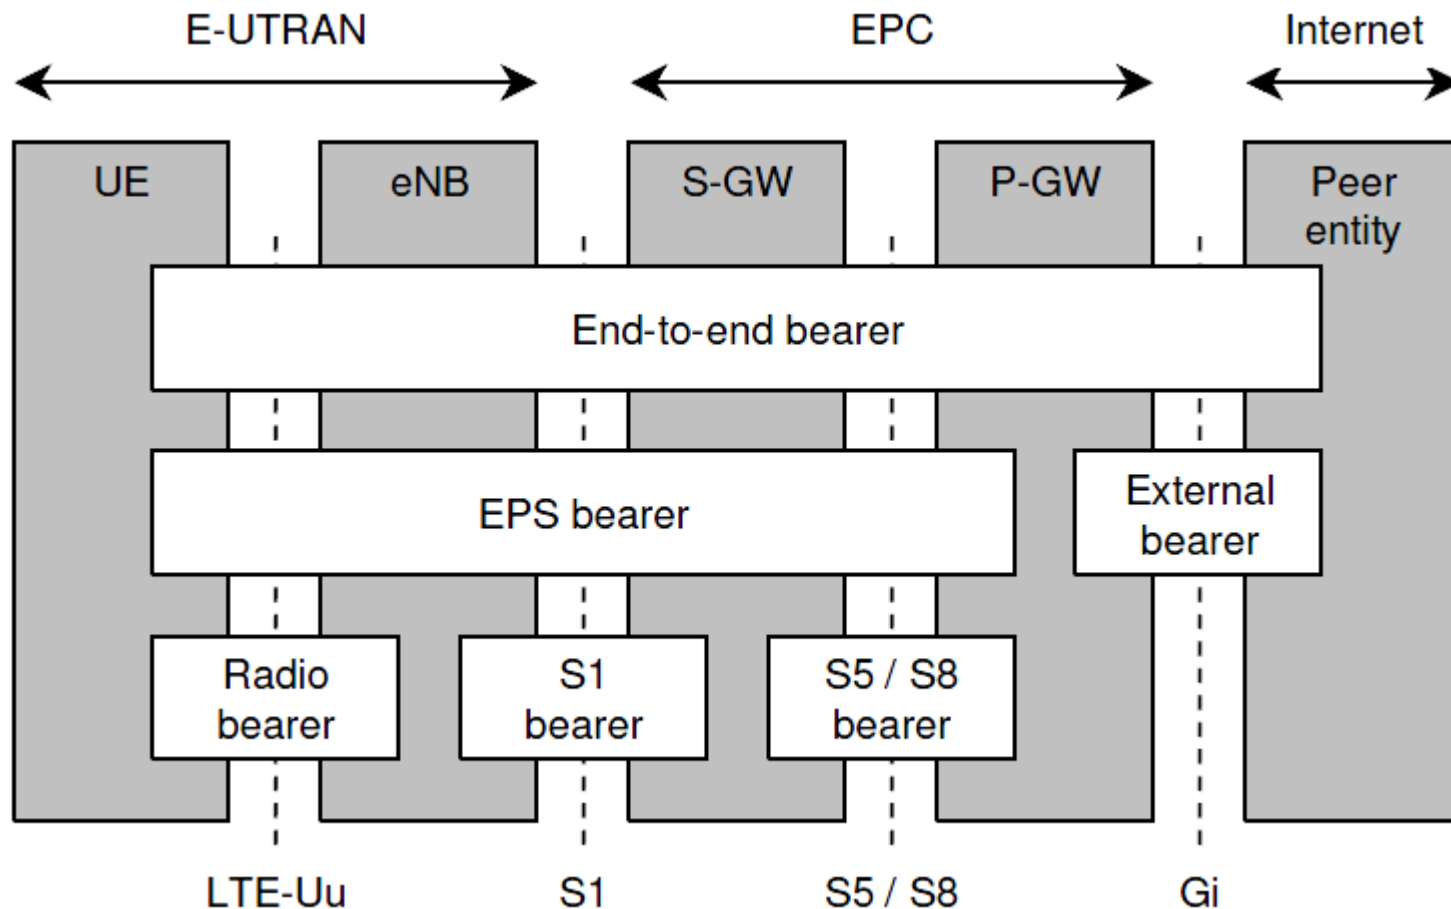 E-UTRAN
EPC
Internet
UE
eNB
S-GW
P-GW
Peer
entity
End-to-end bearer
EPS bearer
External
bearer
Radio
bearer
S1
bearer
S5 / S8
bearer
LTE-Uu
S1
S5 / S8
Gi